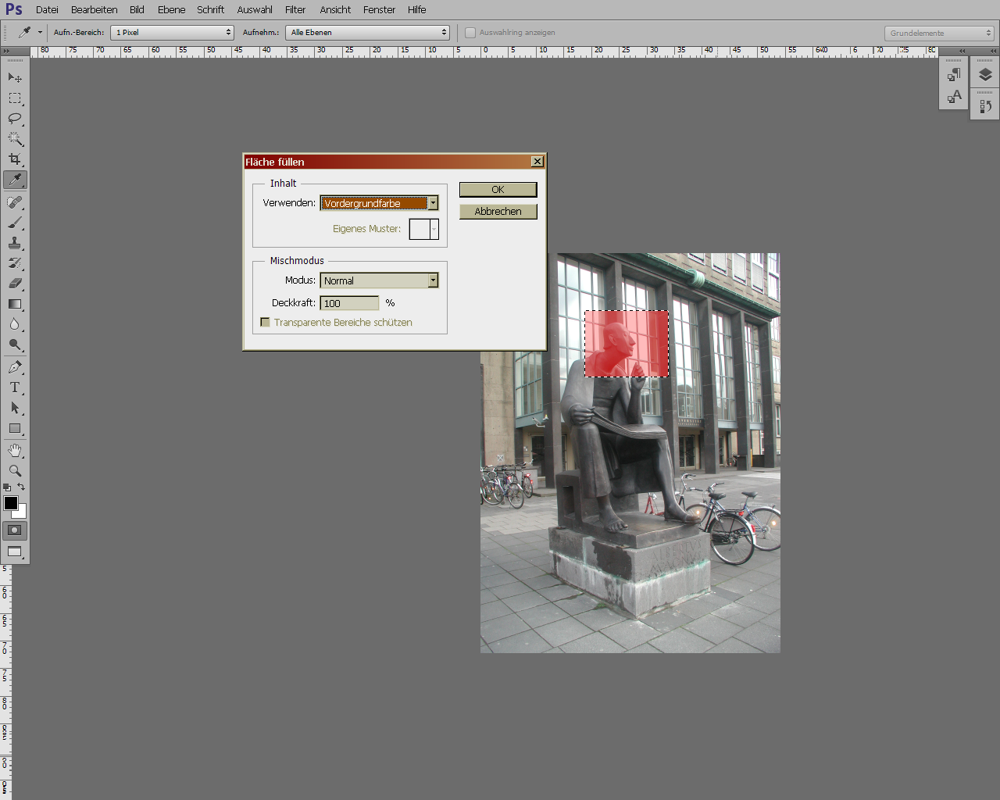 Ps Datei Bearbeiten Bild Ebene Schrift Auswahl Filter Ansicht Fenster Hilfe
Aufn.-Bereich: 1 Pixel Aufnehm.: Alle Ebenen Auswahlring anzeigen Grundelemente
80 75 70 65 60 55 50 45 40 35 30 25 20 15 10 5 0 5 10 15 20 25 30 35 40 45 50 55
Fläche füllen
Inhalt
OK
Verwenden: Vordergrundfarbe
Abbrechen
Eigenes Muster:
Mischmodus
Modus: Normal
Deckkraft: 100 %
Transparente Bereiche schützen
ALBERTVS
MAGNVS
5
60
65
70
75
80